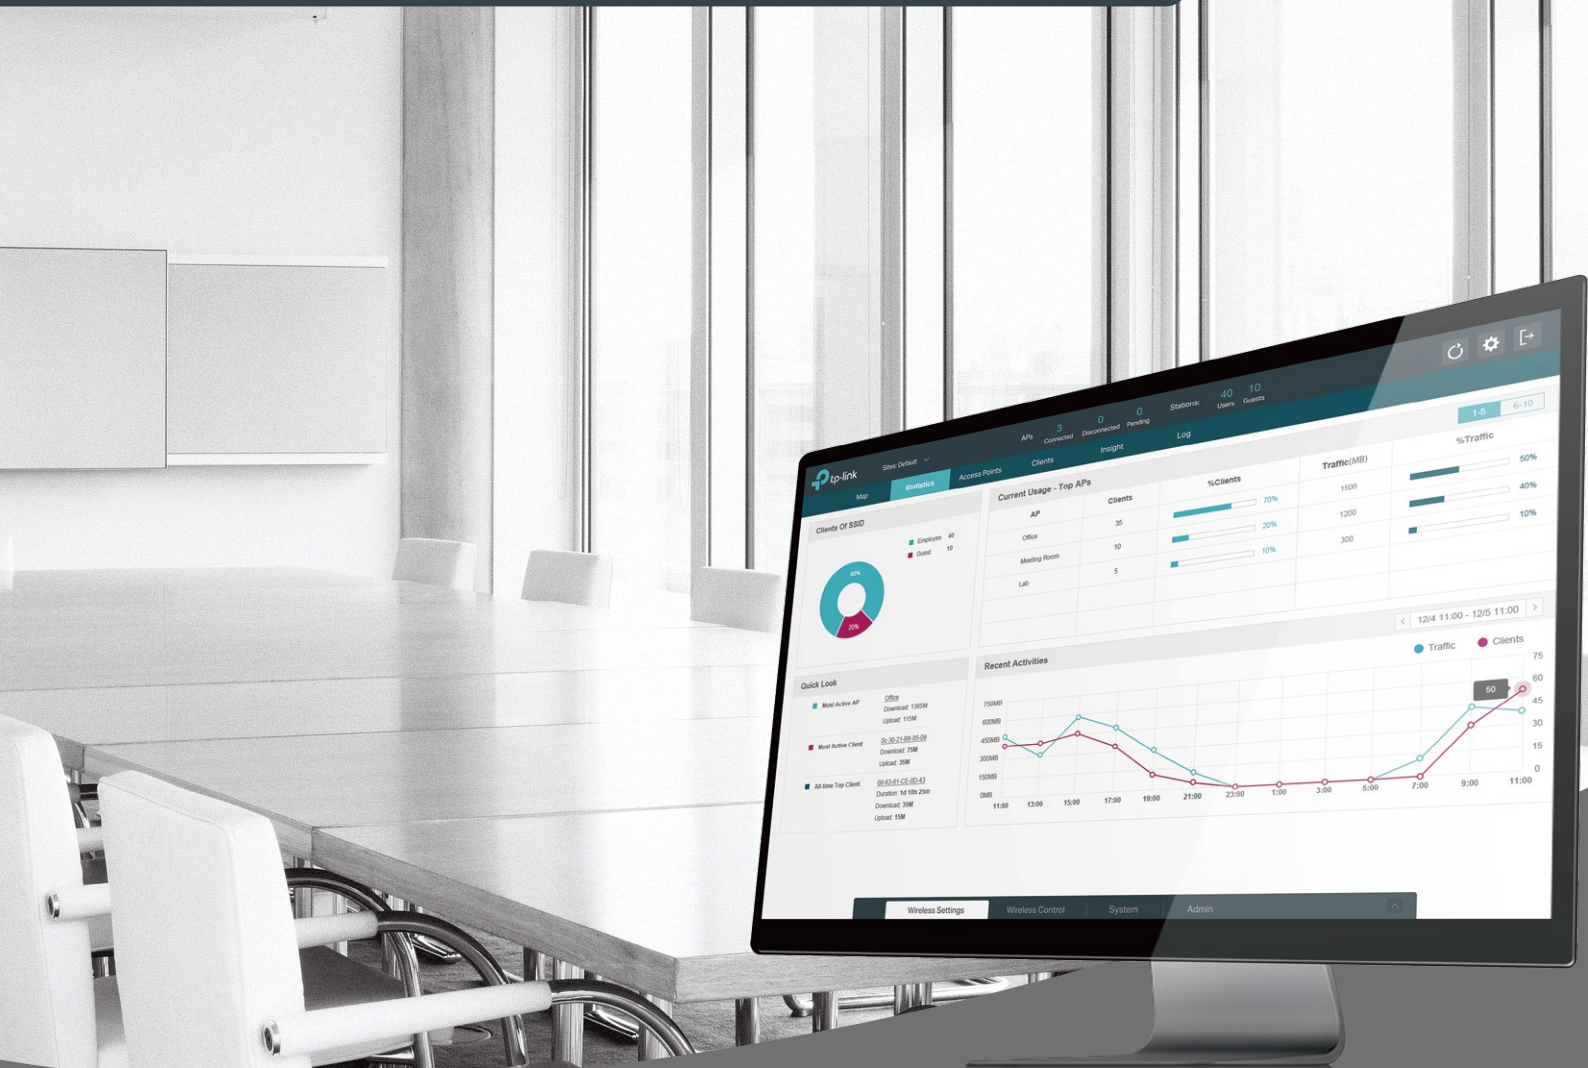 tp-link
Sites: Default
APs
3
Connected
0
Disconnected
0
Pending
Stations:
40
Users
10
Guests
Map
Statistics
Access Points
Clients
Insight
Log
Clients Of SSID
Employee 40
Guest 10
80%
20%
Current Usage - Top APs
1-5
6-10
AP Clients %Clients Traffic(MB) %Traffic
Office 35 70% 1500 50%
Meeting Room 10 20% 1200 40%
Lab 5 10% 300 10%
Quick Look
Most Active AP
Office
Download: 1385M
Upload: 115M
Most Active Client
Download: 75M
Upload: 35M
All-time Top Client
Duration: 1d 18h 25m
Download: 35M
Upload: 15M
Recent Activities
< 12/4 11:00 - 12/5 11:00 >
Traffic
Clients
750MB
600MB
450MB
300MB
150MB
0MB
75
60
45
30
15
0
50
11:00 13:00 15:00 17:00 19:00 21:00 23:00 1:00 3:00 5:00 7:00 9:00 11:00
Wireless Settings
Wireless Control
System
Admin